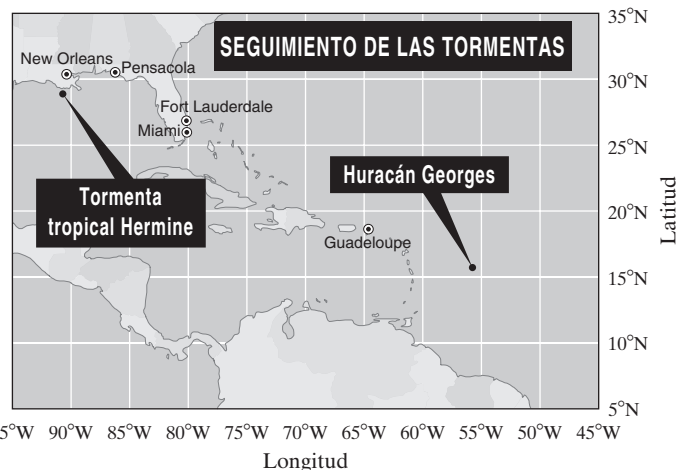 35°N
SEGUIMIENTO DE LAS TORMENTAS
New Orleans
Pensacola
30°N
Fort Lauderdale
Miami
25°N
Huracán Georges
Tormenta
tropical Hermine
20°N
Latitud
Guadeloupe
15°N
10°N
5°N
5°W 90°W 85°W 80°W 75°W 70°W 65°W 60°W 55°W 50°W 45°W
Longitud